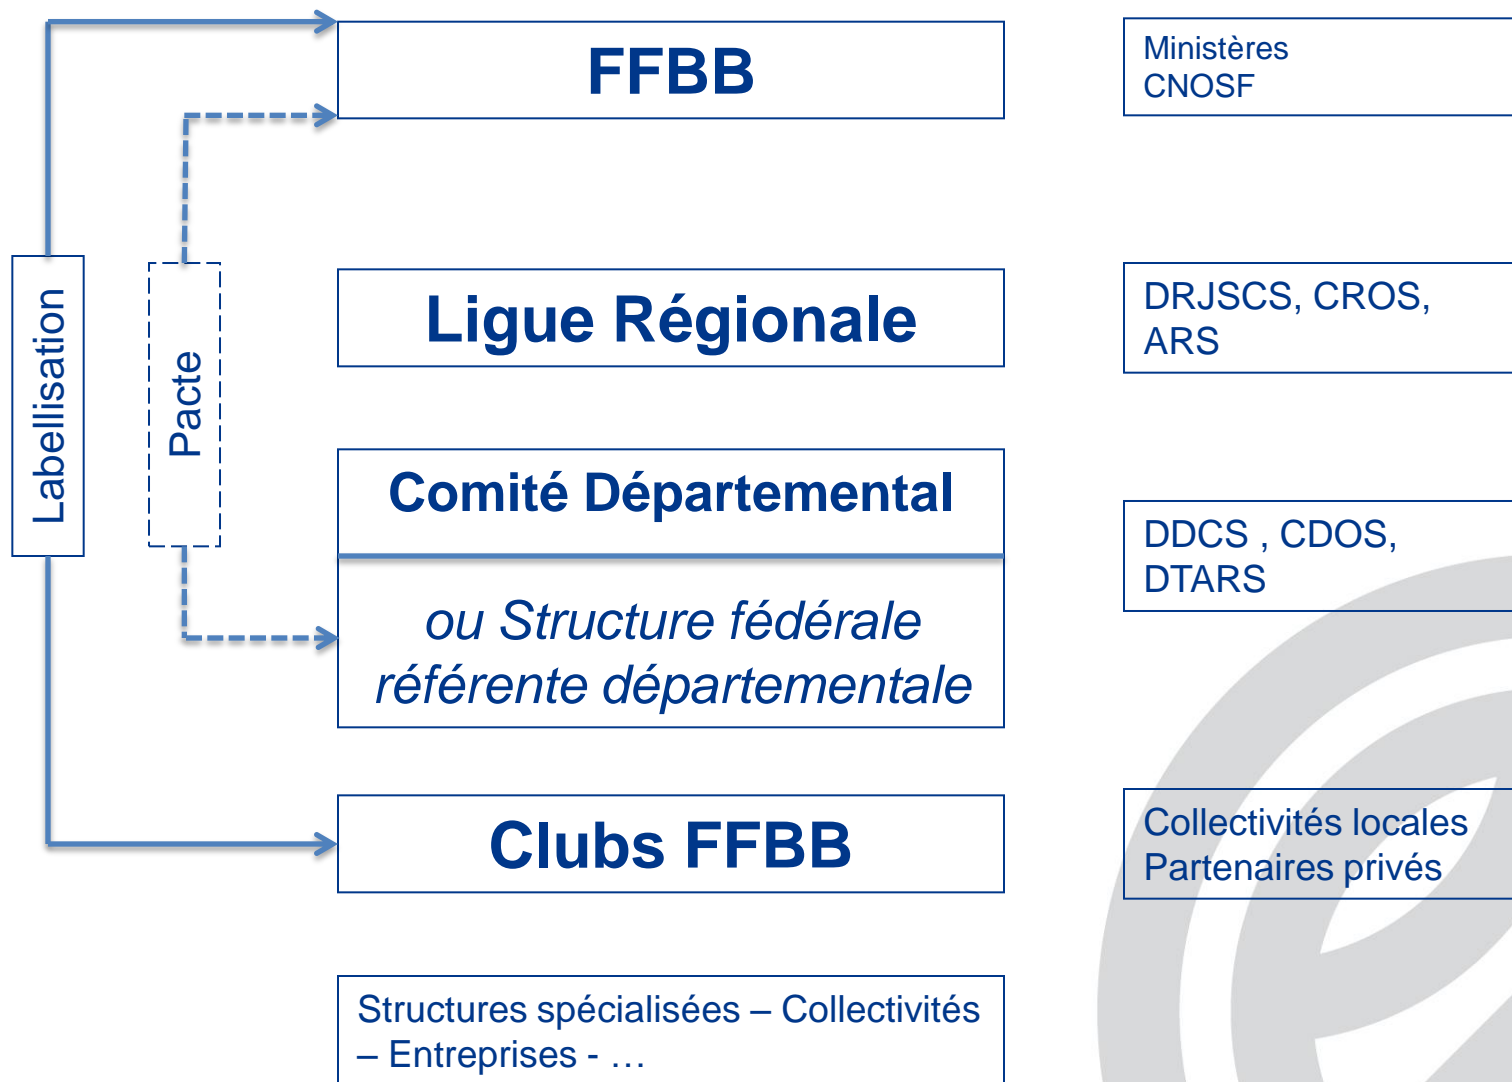 FFBB
Ministères
CNOSF
Labellisation
Pacte
Ligue Régionale
DRJSCS, CROS,
ARS
Comité Départemental
ou Structure fédérale
référente départementale
DDCS , CDOS,
DTARS
Clubs FFBB
Collectivités locales
Partenaires privés
Structures spécialisées – Collectivités
– Entreprises - …